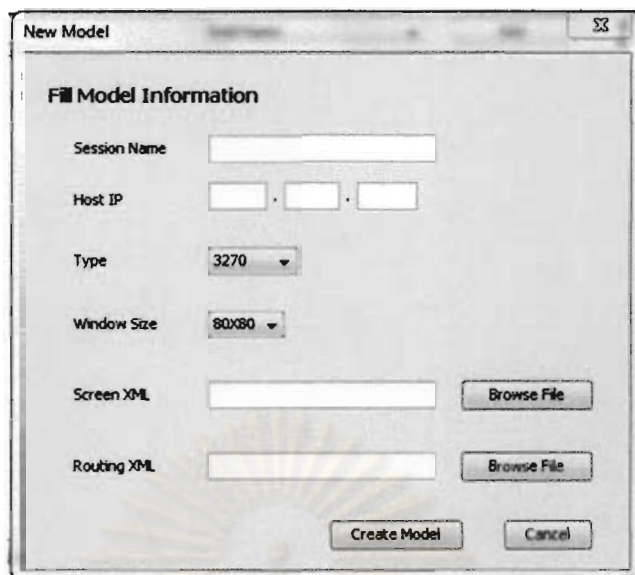 New Model
Fill Model Information
Session Name
Host IP . .
Type 3270
Window Size 80X80
Screen XML Browse File
Routing XML Browse File
Create Model Cancel